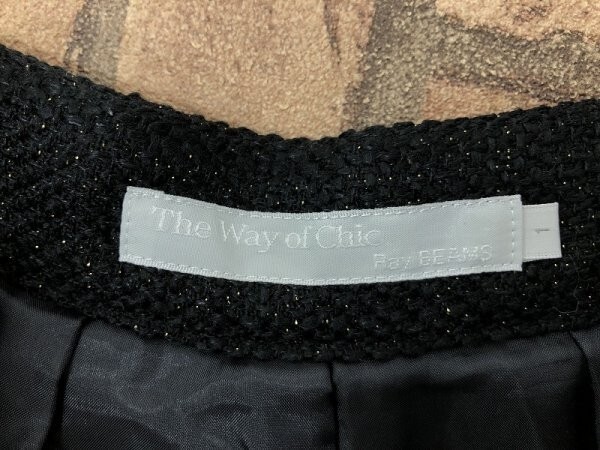 The Way of Chic
Ray BEAMS
1